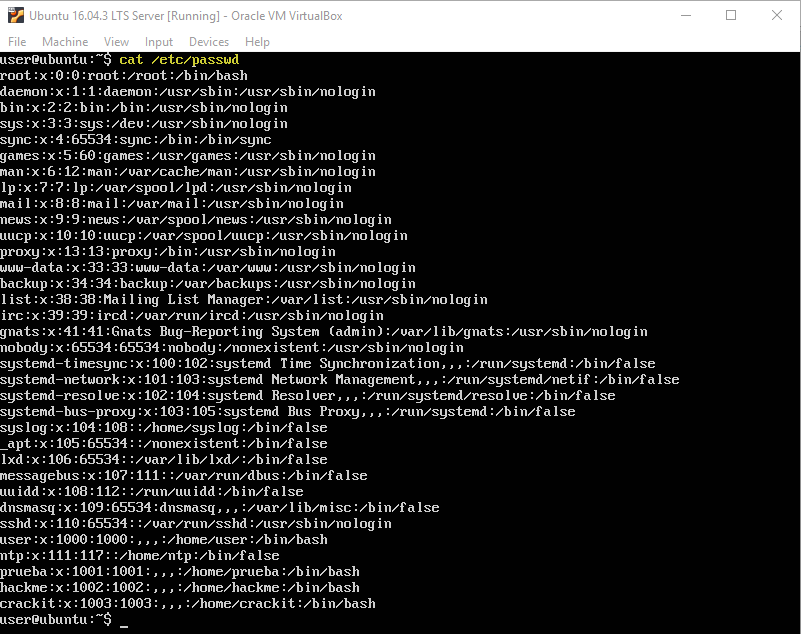 Ubuntu 16.04.3 LTS Server [Running] - Oracle VM VirtualBox
File Machine View Input Devices Help
user@ubuntu:~$ cat /etc/passwd
root:x:0:0:root:/root:/bin/bash
daemon:x:1:1:daemon:/usr/sbin:/usr/sbin/nologin
bin:x:2:2:bin:/bin:/usr/sbin/nologin
sys:x:3:3:sys:/dev:/usr/sbin/nologin
sync:x:4:65534:sync:/bin:/bin/sync
games:x:5:60:games:/usr/games:/usr/sbin/nologin
man:x:6:12:man:/var/cache/man:/usr/sbin/nologin
lp:x:7:7:lp:/var/spool/lpd:/usr/sbin/nologin
mail:x:8:8:mail:/var/mail:/usr/sbin/nologin
news:x:9:9:news:/var/spool/news:/usr/sbin/nologin
uucp:x:10:10:uucp:/var/spool/uucp:/usr/sbin/nologin
proxy:x:13:13:proxy:/bin:/usr/sbin/nologin
www-data:x:33:33:www-data:/var/www:/usr/sbin/nologin
backup:x:34:34:backup:/var/backups:/usr/sbin/nologin
list:x:38:38:Mailing List Manager:/var/list:/usr/sbin/nologin
irc:x:39:39:ircd:/var/run/ircd:/usr/sbin/nologin
gnats:x:41:41:Gnats Bug-Reporting System (admin):/var/lib/gnats:/usr/sbin/nologin
nobody:x:65534:65534:nobody:/nonexistent:/usr/sbin/nologin
systemd-timesync:x:100:102:systemd Time Synchronization,,,:/run/systemd:/bin/false
systemd-network:x:101:103:systemd Network Management,,,:/run/systemd/netif:/bin/false
systemd-resolve:x:102:104:systemd Resolver,,,:/run/systemd/resolve:/bin/false
systemd-bus-proxy:x:103:105:systemd Bus Proxy,,,:/run/systemd:/bin/false
syslog:x:104:108::/home/syslog:/bin/false
_apt:x:105:65534::/nonexistent:/bin/false
lxd:x:106:65534::/var/lib/lxd/:/bin/false
messagebus:x:107:111::/var/run/dbus:/bin/false
uuidd:x:108:112::/run/uuidd:/bin/false
dnsmasq:x:109:65534:dnsmasq,,,:/var/lib/misc:/bin/false
sshd:x:110:65534::/var/run/sshd:/usr/sbin/nologin
user:x:1000:1000:,,,:/home/user:/bin/bash
ntp:x:111:117::/home/ntp:/bin/false
prueba:x:1001:1001:,,,:/home/prueba:/bin/bash
hackme:x:1002:1002:,,,:/home/hackme:/bin/bash
crackit:x:1003:1003:,,,:/home/crackit:/bin/bash
user@ubuntu:~$ _